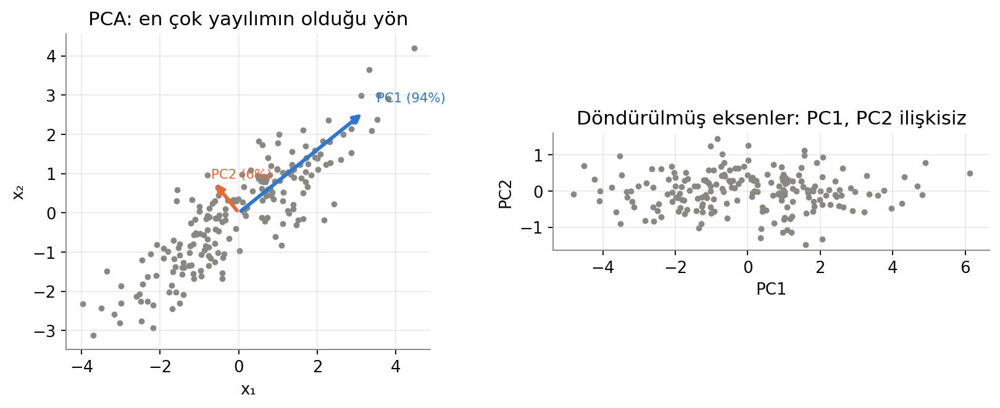 PCA: en çok yayılımın olduğu yön
4
3
2
1
0
−1
−2
−3
x₂
PC1 (94%)
PC2 (6%)
−4
−2
0
2
4
x₁
Döndürülmüş eksenler: PC1, PC2 ilişkisiz
1
0
−1
PC2
−4
−2
0
2
4
6
PC1